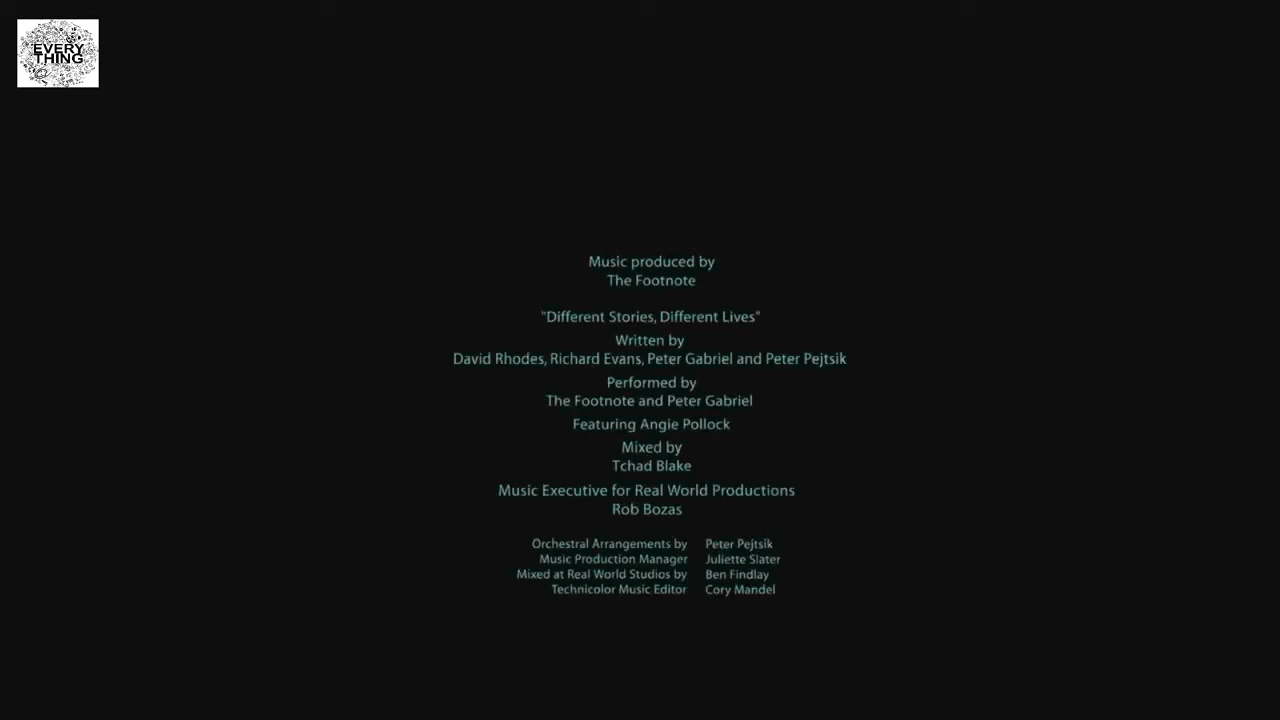 EVERY
THING
Music produced by
The Footnote
"Different Stories, Different Lives"
Written by
David Rhodes, Richard Evans, Peter Gabriel and Peter Pejtsik
Performed by
The Footnote and Peter Gabriel
Featuring Angie Pollock
Mixed by
Tchad Blake
Music Executive for Real World Productions
Rob Bozas
Orchestral Arrangements by Peter Pejtsik
Music Production Manager Juliette Slater
Mixed at Real World Studios by Ben Findlay
Technicolor Music Editor Cory Mandel